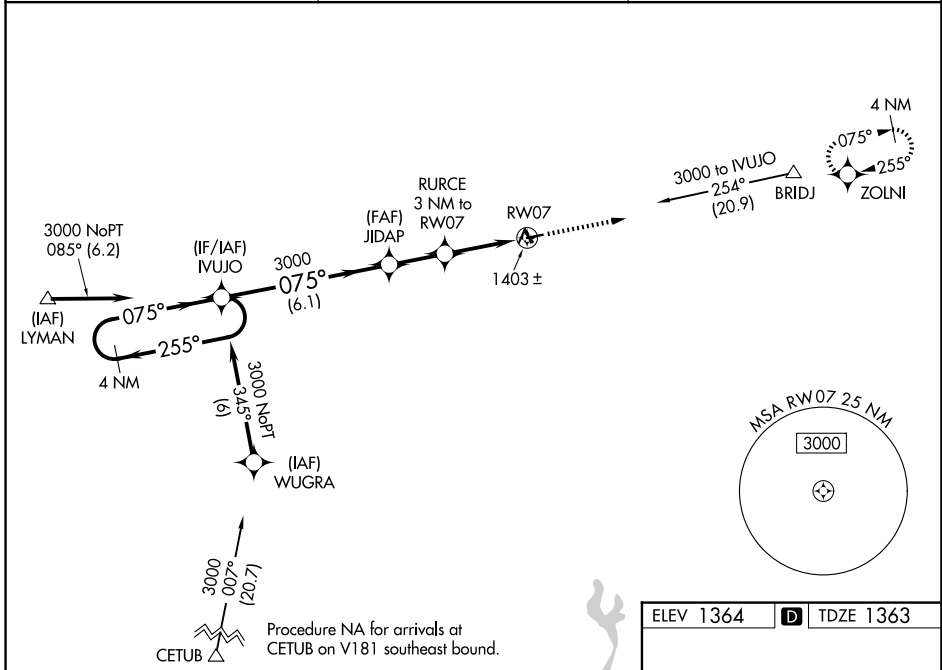 4 NM
075°
255°
ZOLNI
3000 to IVUJO
254°
(20.9)
BRIDJ
RURCE
3 NM to
RW07
RW07
1403 ±
(FAF)
JIDAP
(IF/IAF)
IVUJO
3000
075°
(6.1)
3000 NoPT
085° (6.2)
(IAF)
LYMAN
075°
255°
4 NM
3000 NoPT
345°
(6)
(IAF)
WUGRA
3000
007°
(20.7)
CETUB
Procedure NA for arrivals at
CETUB on V181 southeast bound.
MSA RW07 25 NM
3000
ELEV 1364 D TDZE 1363